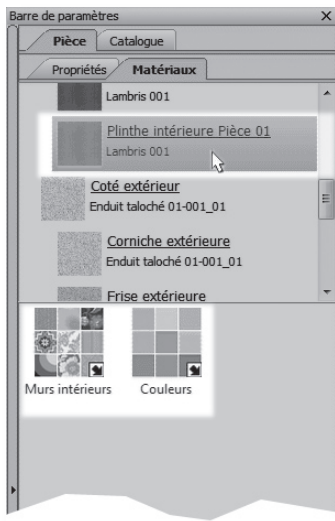 Barre de paramètres X
Pièce Catalogue
Propriétés Matériaux
Lambris 001
Plinthe intérieure Pièce 01
Lambris 001
Coté extérieur
Enduit taloché 01-001_01
Corniche extérieure
Enduit taloché 01-001_01
Frise extérieure
Murs intérieurs Couleurs